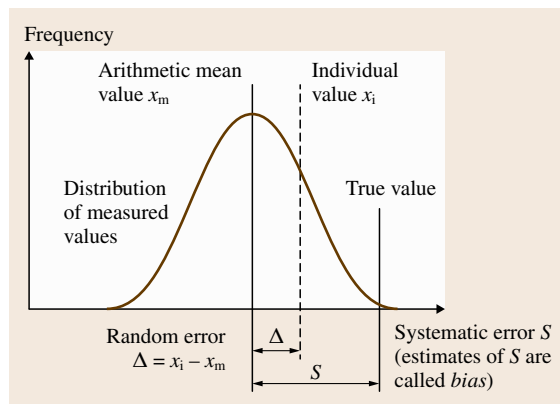 Frequency
Arithmetic mean
value xm
Individual
value xi
Distribution
of measured
values
True value
Random error
Δ = xi – xm
Δ
S
Systematic error S
(estimates of S are
called bias)